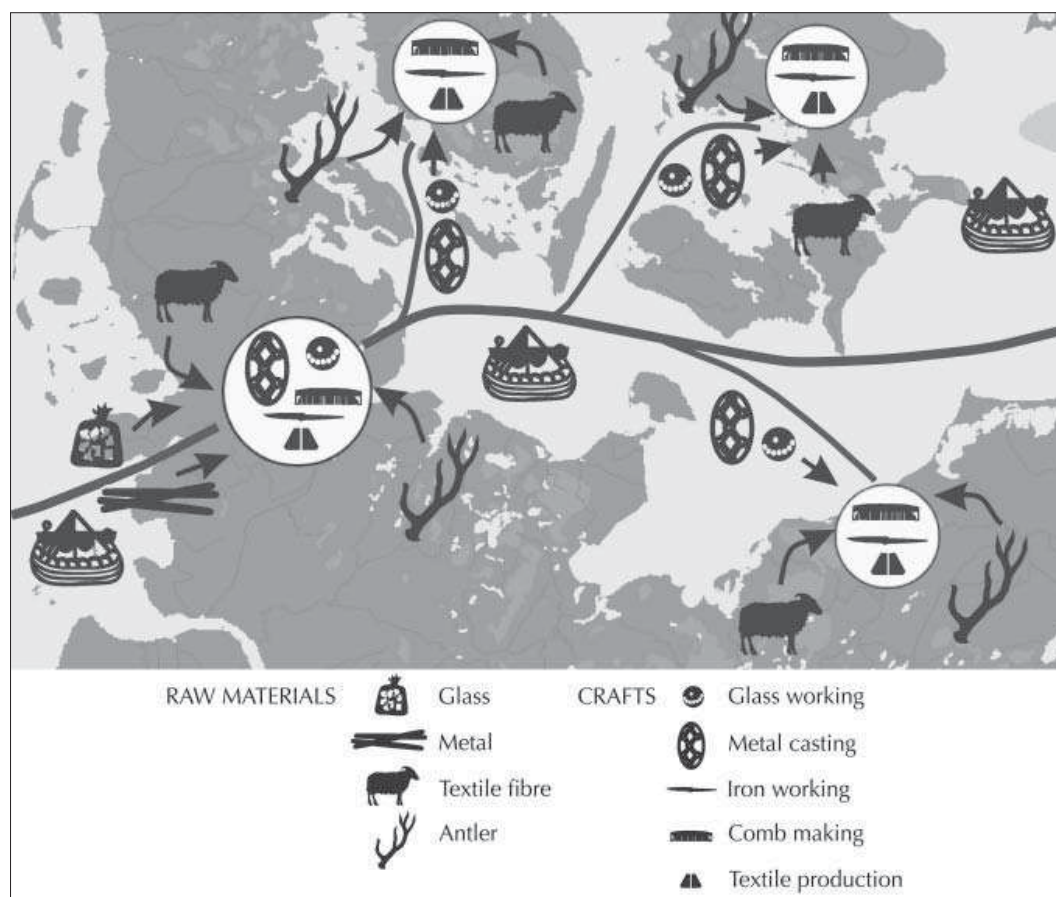 RAW MATERIALS Glass CRAFTS Glass working
Metal Metal casting
Textile fibre Iron working
Antler Comb making
Textile production